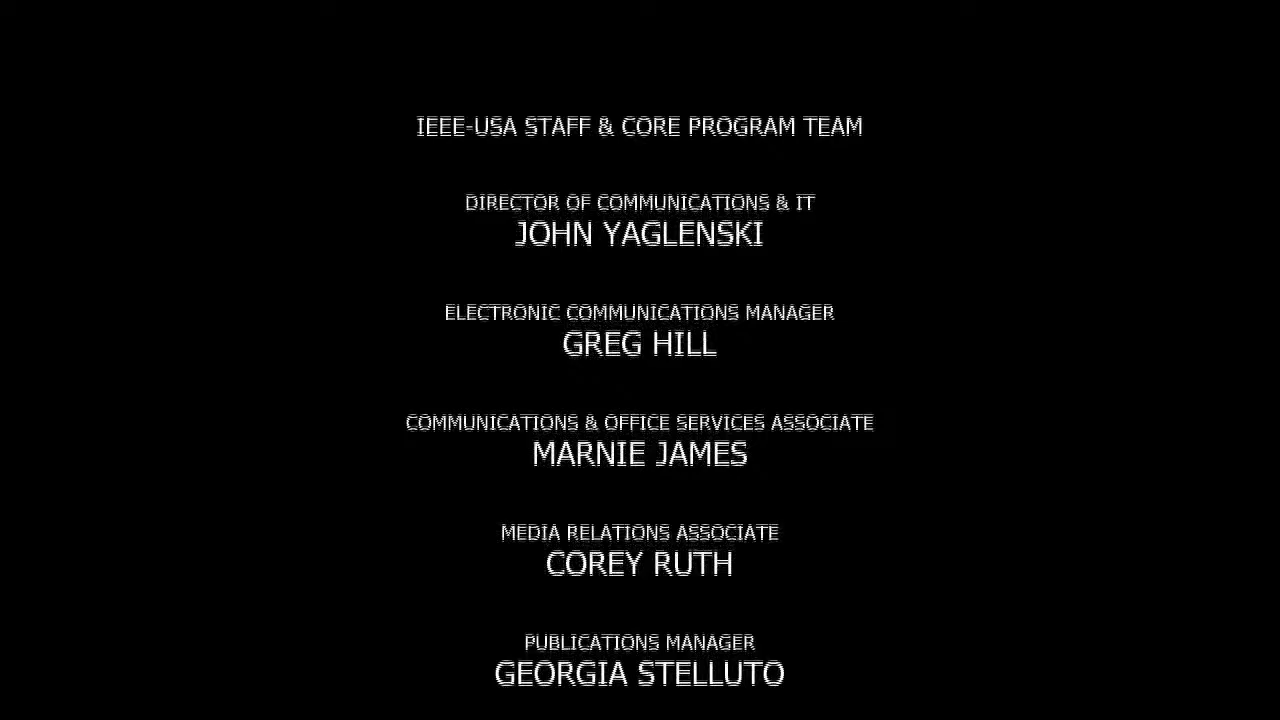 IEEE-USA STAFF & CORE PROGRAM TEAM
DIRECTOR OF COMMUNICATIONS & IT
JOHN YAGLENSKI
ELECTRONIC COMMUNICATIONS MANAGER
GREG HILL
COMMUNICATIONS & OFFICE SERVICES ASSOCIATE
MARNIE JAMES
MEDIA RELATIONS ASSOCIATE
COREY RUTH
PUBLICATIONS MANAGER
GEORGIA STELLUTO